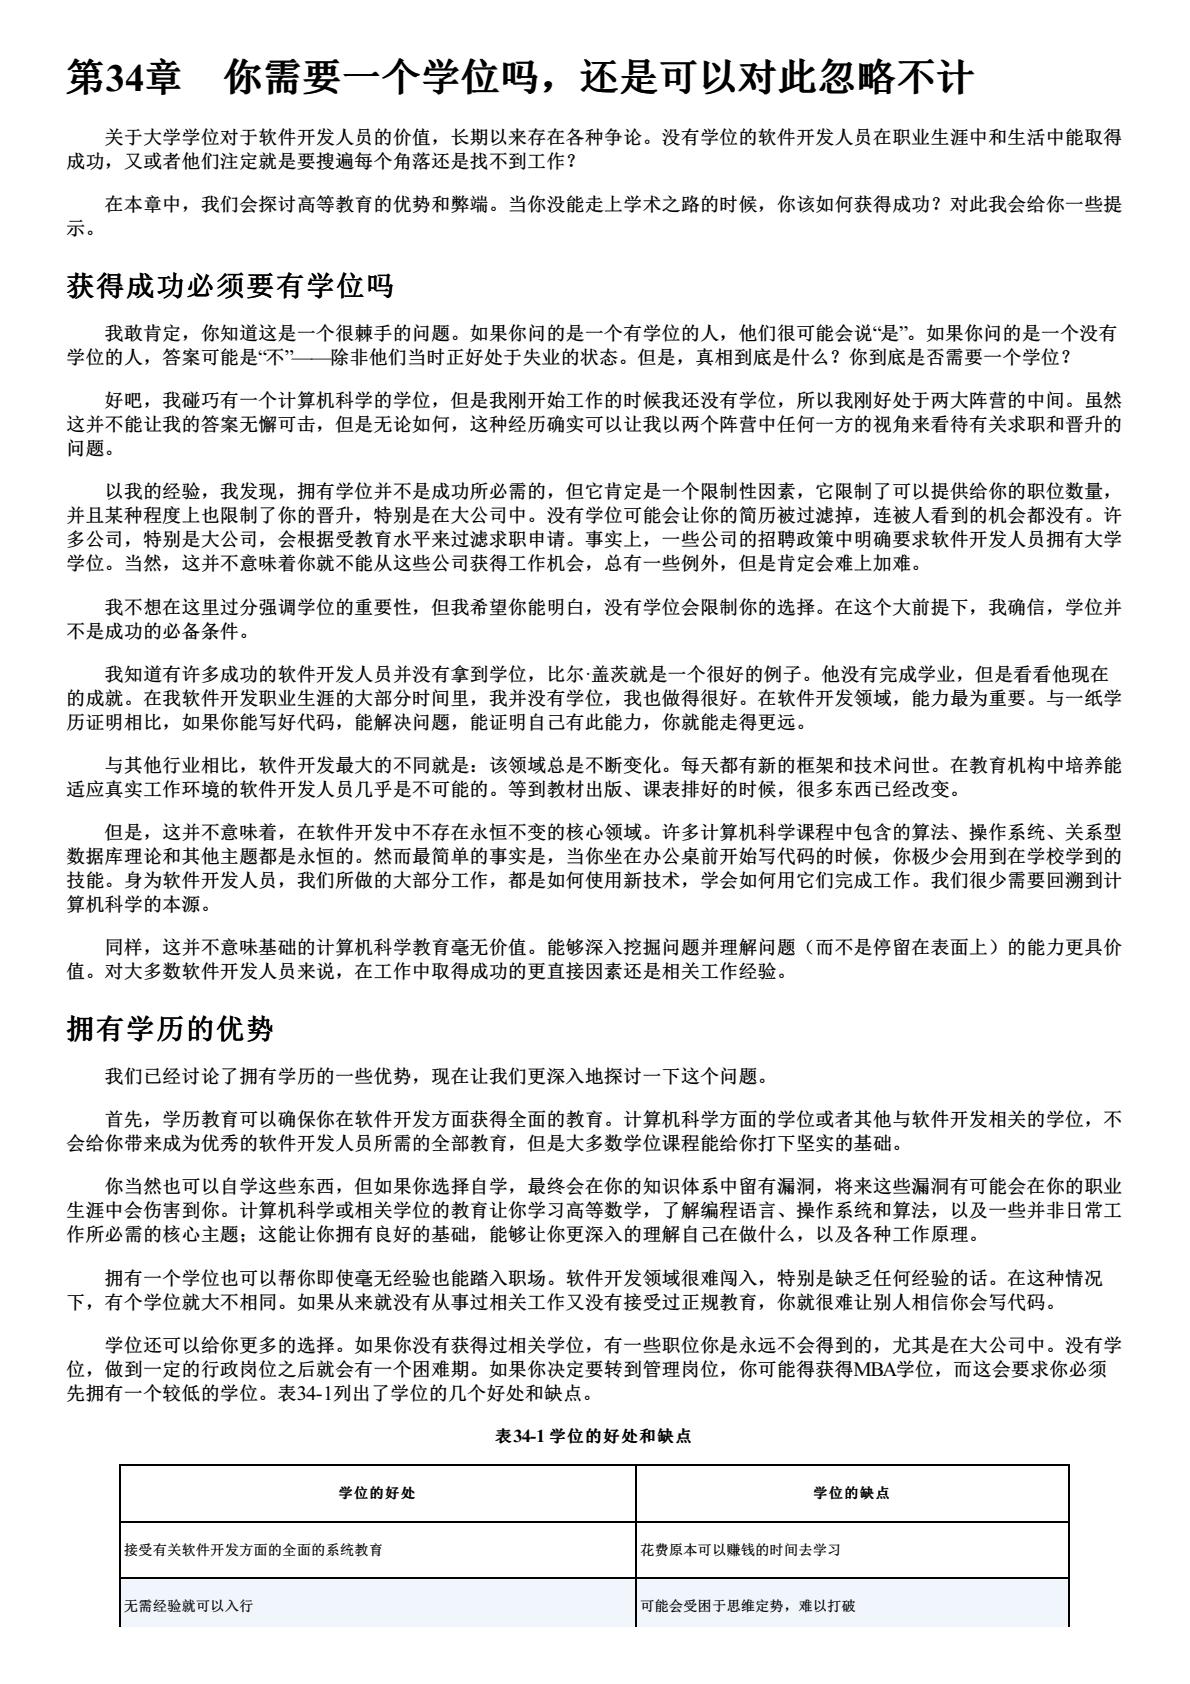 第34章　你需要一个学位吗，还是可以对此忽略不计
关于大学学位对于软件开发人员的价值，长期以来存在各种争论。没有学位的软件开发人员在职业生涯中和生活中能取得
成功，又或者他们注定就是要搜遍每个角落还是找不到工作？
在本章中，我们会探讨高等教育的优势和弊端。当你没能走上学术之路的时候，你该如何获得成功？对此我会给你一些提
示。
获得成功必须要有学位吗
我敢肯定，你知道这是一个很棘手的问题。如果你问的是一个有学位的人，他们很可能会说“是”。如果你问的是一个没有
学位的人，答案可能是“不”——除非他们当时正好处于失业的状态。但是，真相到底是什么？你到底是否需要一个学位？
好吧，我碰巧有一个计算机科学的学位，但是我刚开始工作的时候我还没有学位，所以我刚好处于两大阵营的中间。虽然
这并不能让我的答案无懈可击，但是无论如何，这种经历确实可以让我以两个阵营中任何一方的视角来看待有关求职和晋升的
问题。
以我的经验，我发现，拥有学位并不是成功所必需的，但它肯定是一个限制性因素，它限制了可以提供给你的职位数量，
并且某种程度上也限制了你的晋升，特别是在大公司中。没有学位可能会让你的简历被过滤掉，连被人看到的机会都没有。许
多公司，特别是大公司，会根据受教育水平来过滤求职申请。事实上，一些公司的招聘政策中明确要求软件开发人员拥有大学
学位。当然，这并不意味着你就不能从这些公司获得工作机会，总有一些例外，但是肯定会难上加难。
我不想在这里过分强调学位的重要性，但我希望你能明白，没有学位会限制你的选择。在这个大前提下，我确信，学位并
不是成功的必备条件。
我知道有许多成功的软件开发人员并没有拿到学位，比尔·盖茨就是一个很好的例子。他没有完成学业，但是看看他现在
的成就。在我软件开发职业生涯的大部分时间里，我并没有学位，我也做得很好。在软件开发领域，能力最为重要。与一纸学
历证明相比，如果你能写好代码，能解决问题，能证明自己有此能力，你就能走得更远。
与其他行业相比，软件开发最大的不同就是：该领域总是不断变化。每天都有新的框架和技术问世。在教育机构中培养能
适应真实工作环境的软件开发人员几乎是不可能的。等到教材出版、课表排好的时候，很多东西已经改变。
但是，这并不意味着，在软件开发中不存在永恒不变的核心领域。许多计算机科学课程中包含的算法、操作系统、关系型
数据库理论和其他主题都是永恒的。然而最简单的事实是，当你坐在办公桌前开始写代码的时候，你极少会用到在学校学到的
技能。身为软件开发人员，我们所做的大部分工作，都是如何使用新技术，学会如何用它们完成工作。我们很少需要回溯到计
算机科学的本源。
同样，这并不意味基础的计算机科学教育毫无价值。能够深入挖掘问题并理解问题（而不是停留在表面上）的能力更具价
值。对大多数软件开发人员来说，在工作中取得成功的更直接因素还是相关工作经验。
拥有学历的优势
我们已经讨论了拥有学历的一些优势，现在让我们更深入地探讨一下这个问题。
首先，学历教育可以确保你在软件开发方面获得全面的教育。计算机科学方面的学位或者其他与软件开发相关的学位，不
会给你带来成为优秀的软件开发人员所需的全部教育，但是大多数学位课程能给你打下坚实的基础。
你当然也可以自学这些东西，但如果你选择自学，最终会在你的知识体系中留有漏洞，将来这些漏洞有可能会在你的职业
生涯中会伤害到你。计算机科学或相关学位的教育让你学习高等数学，了解编程语言、操作系统和算法，以及一些并非日常工
作所必需的核心主题；这能让你拥有良好的基础，能够让你更深入的理解自己在做什么，以及各种工作原理。
拥有一个学位也可以帮你即使毫无经验也能踏入职场。软件开发领域很难闯入，特别是缺乏任何经验的话。在这种情况
下，有个学位就大不相同。如果从来就没有从事过相关工作又没有接受过正规教育，你就很难让别人相信你会写代码。
学位还可以给你更多的选择。如果你没有获得过相关学位，有一些职位你是永远不会得到的，尤其是在大公司中。没有学
位，做到一定的行政岗位之后就会有一个困难期。如果你决定要转到管理岗位，你可能得获得MBA学位，而这会要求你必须
先拥有一个较低的学位。表34-1列出了学位的几个好处和缺点。
表34-1 学位的好处和缺点
学位的好处 学位的缺点
接受有关软件开发方面的全面的系统教育 花费原本可以赚钱的时间去学习
无需经验就可以入行 可能会受困于思维定势，难以打破